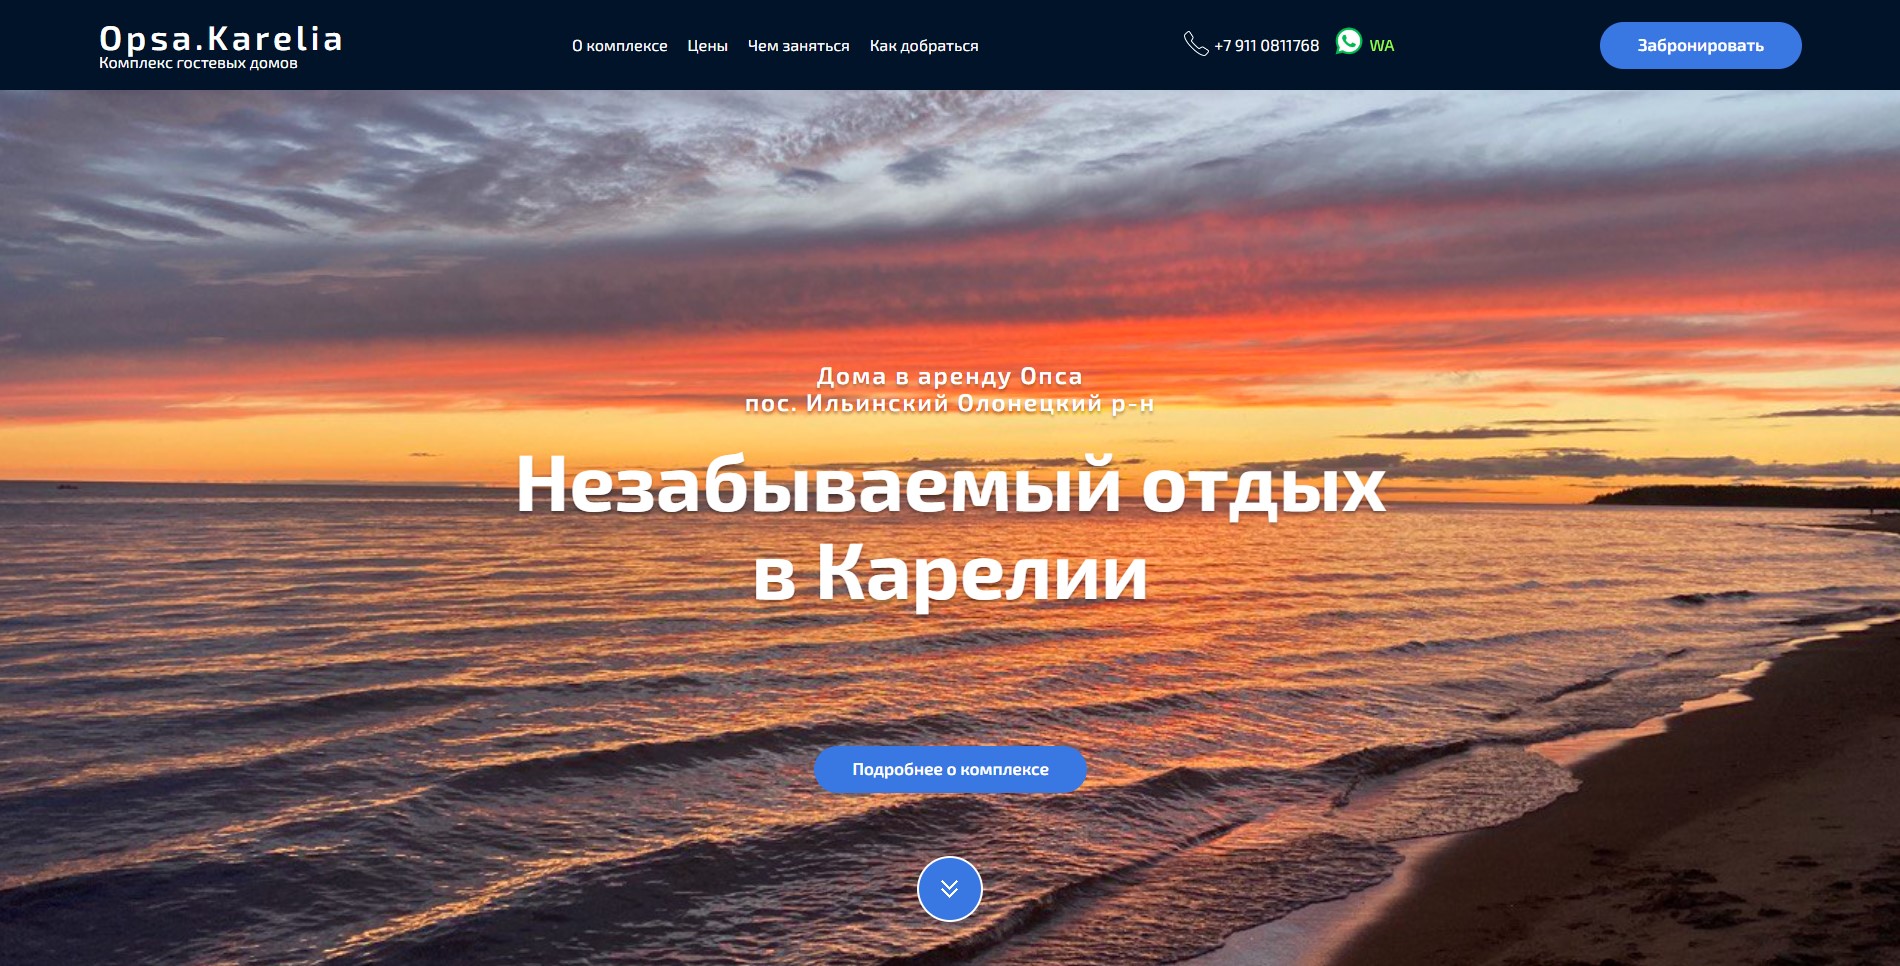 Opsa.Karelia
Комплекс гостевых домов
О комплексе Цены Чем заняться Как добраться
+7 911 0811768 WA
Забронировать
Дома в аренду Опса
пос. Ильинский Олонецкий р-н
Незабываемый отдых
в Карелии
Подробнее о комплексе